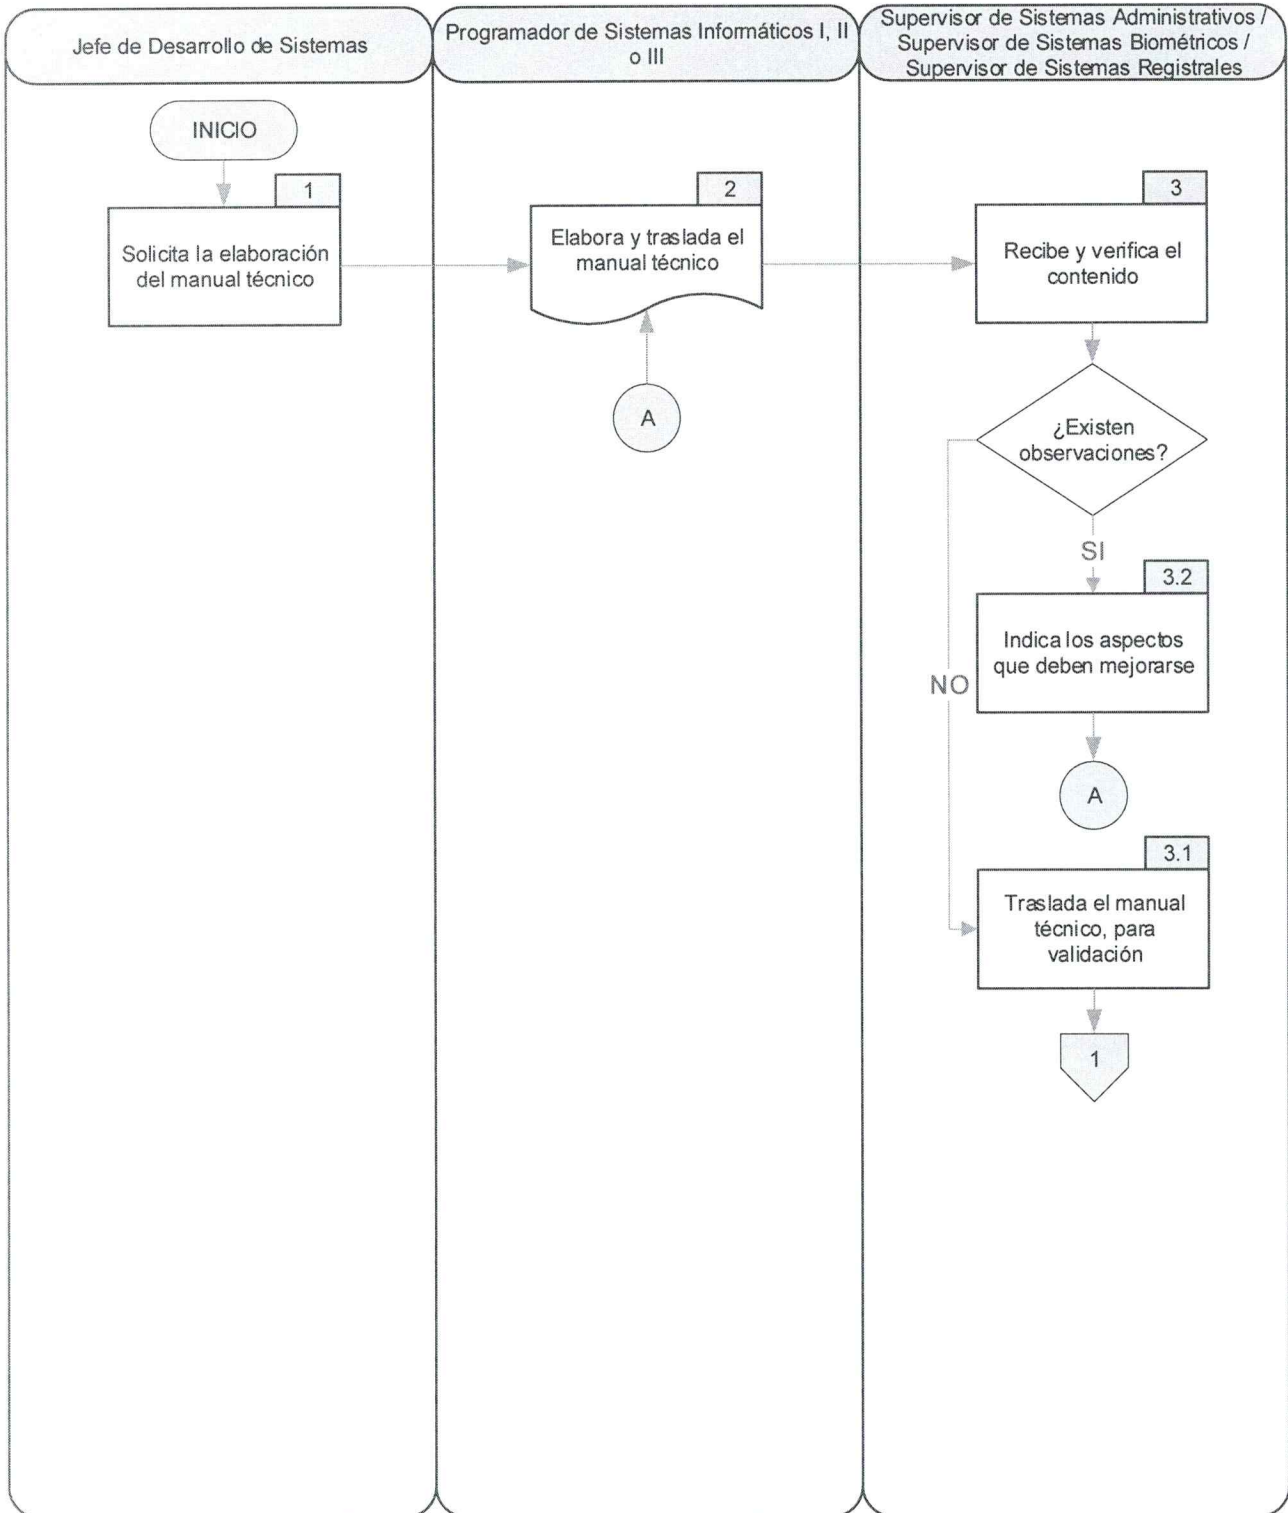 Jefe de Desarrollo de Sistemas
Programador de Sistemas Informáticos I, II
o III
Supervisor de Sistemas Administrativos /
Supervisor de Sistemas Biométricos /
Supervisor de Sistemas Registrales
INICIO
1
Solicita la elaboración
del manual técnico
2
Elabora y traslada el
manual técnico
A
3
Recibe y verifica el
contenido
¿Existen
observaciones?
SI
NO
3.2
Indica los aspectos
que deben mejorarse
A
3.1
Traslada el manual
técnico, para
validación
1